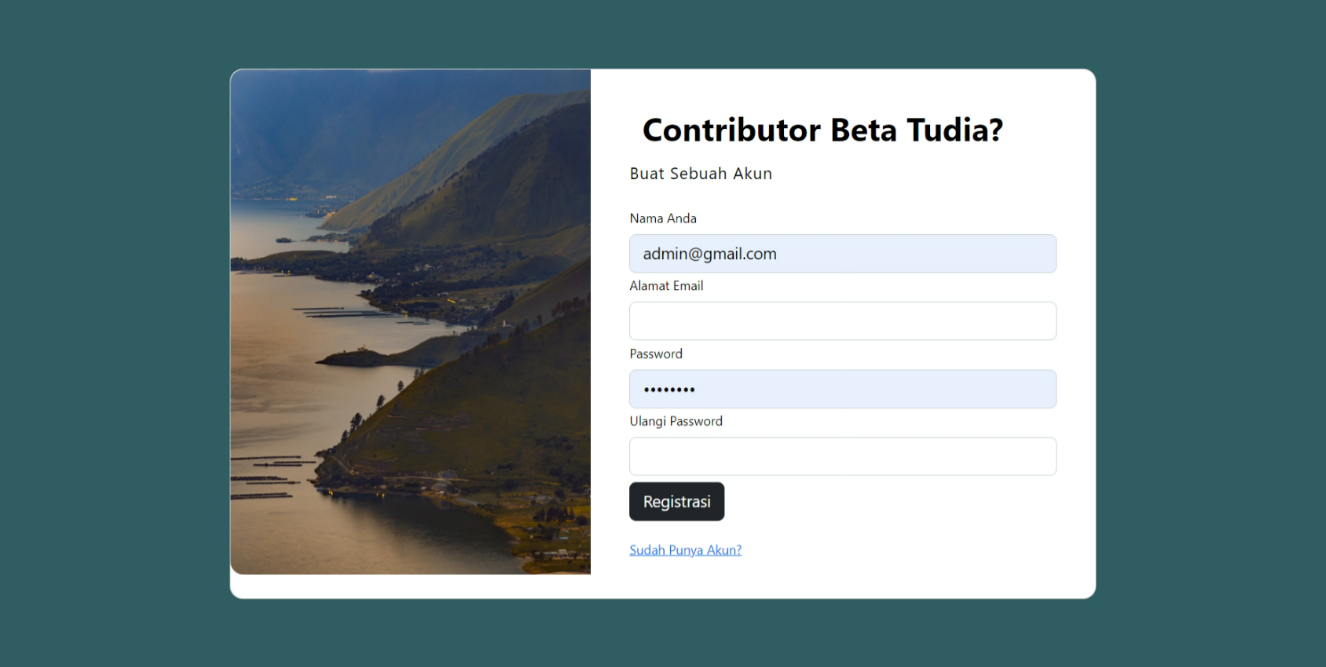 Contributor Beta Tudia?
Buat Sebuah Akun
Nama Anda
admin@gmail.com
Alamat Email
Password
••••••••
Ulangi Password
Registrasi
Sudah Punya Akun?